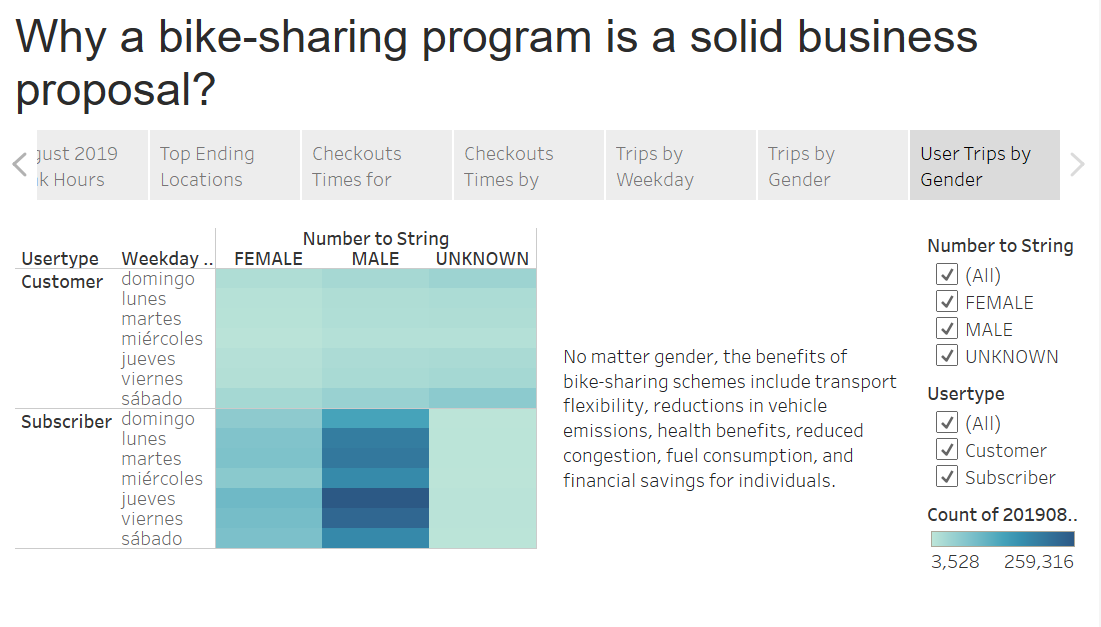 Why a bike-sharing program is a solid business
proposal?
gust 2019
k Hours
Top Ending
Locations
Checkouts
Times for
Checkouts
Times by
Trips by
Weekday
Trips by
Gender
User Trips by
Gender
Number to String
Usertype Weekday .. FEMALE MALE UNKNOWN
Customer domingo
lunes
martes
miércoles
jueves
viernes
sábado
Subscriber domingo
lunes
martes
miércoles
jueves
viernes
sábado
No matter gender, the benefits of
bike-sharing schemes include transport
flexibility, reductions in vehicle
emissions, health benefits, reduced
congestion, fuel consumption, and
financial savings for individuals.
Number to String
(All)
FEMALE
MALE
UNKNOWN
Usertype
(All)
Customer
Subscriber
Count of 201908..
3,528 259,316